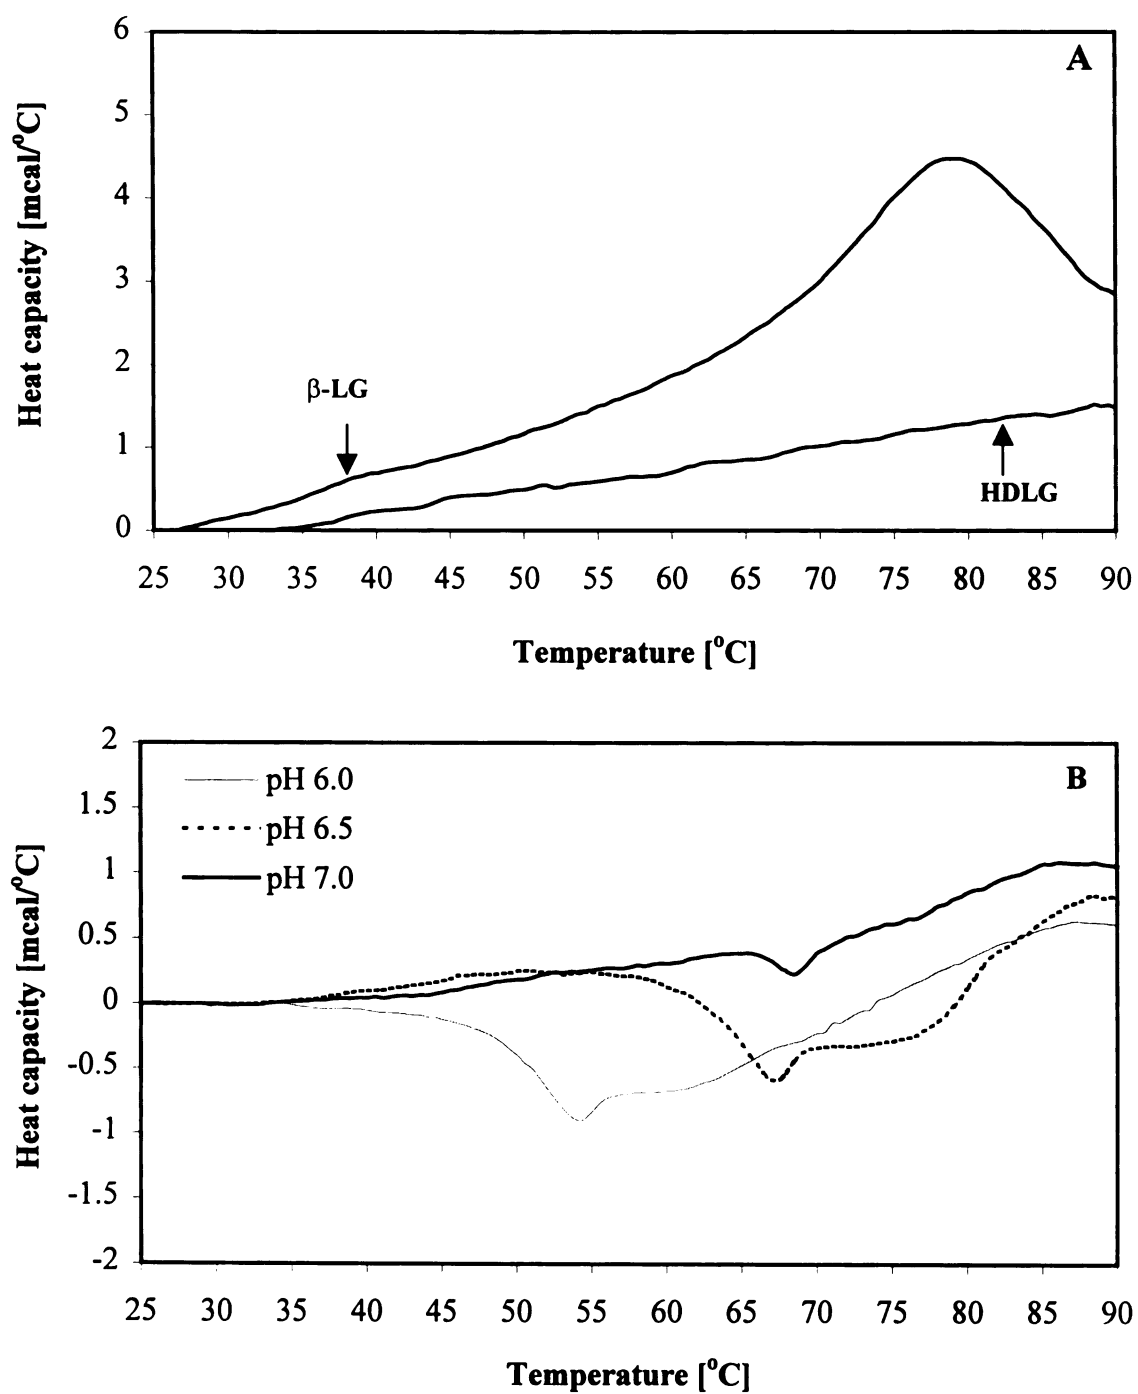 6
A
5
4
3
2
1
0
Heat capacity [mcal/°C]
β-LG
HDLG
25 30 35 40 45 50 55 60 65 70 75 80 85 90
Temperature [°C]
2
1.5
1
0.5
0
-0.5
-1
-1.5
-2
Heat capacity [mcal/°C]
pH 6.0
B
pH 6.5
pH 7.0
25 30 35 40 45 50 55 60 65 70 75 80 85 90
Temperature [°C]